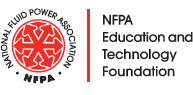 NATIONAL FLUID POWER ASSOCIATION
• NFPA •
NFPA
Education and
Technology
Foundation